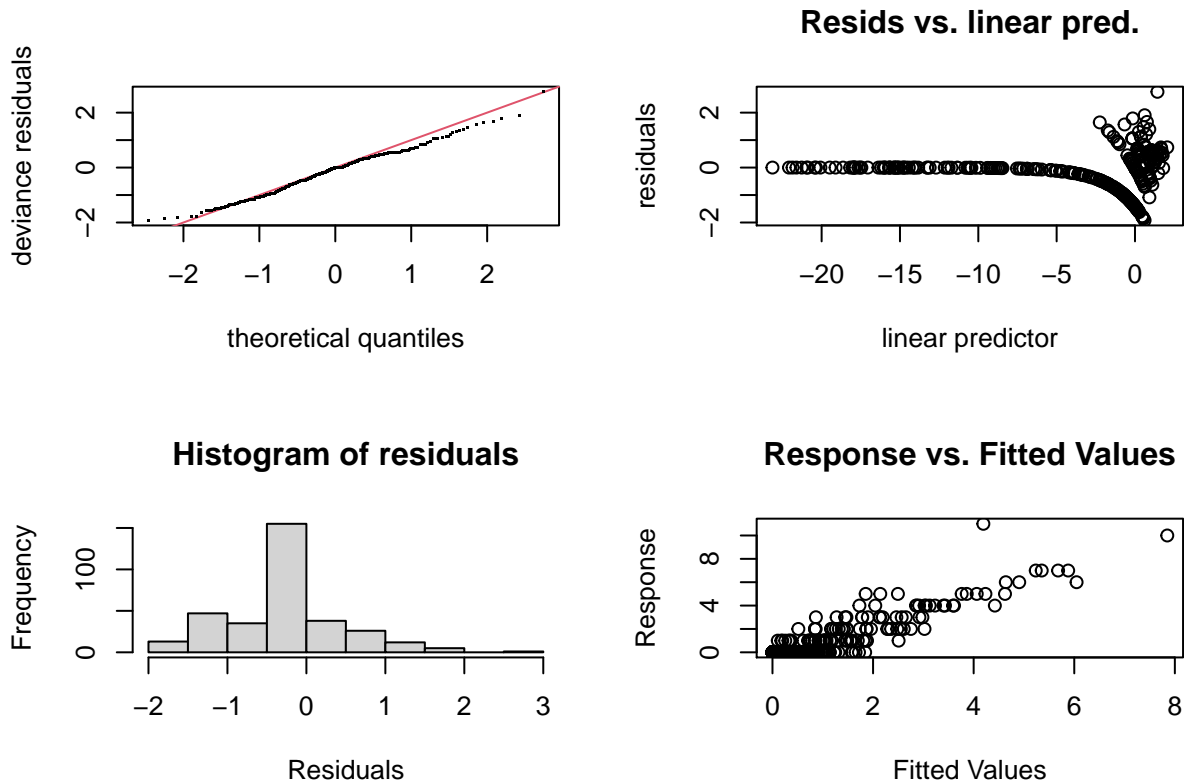 deviance residuals
2
0
−2
−2 −1 0 1 2
theoretical quantiles
Resids vs. linear pred.
residuals
2
0
−2
−20 −15 −10 −5 0
linear predictor
Histogram of residuals
Frequency
100
0
−2 −1 0 1 2 3
Residuals
Response vs. Fitted Values
Response
8
4
0
0 2 4 6 8
Fitted Values